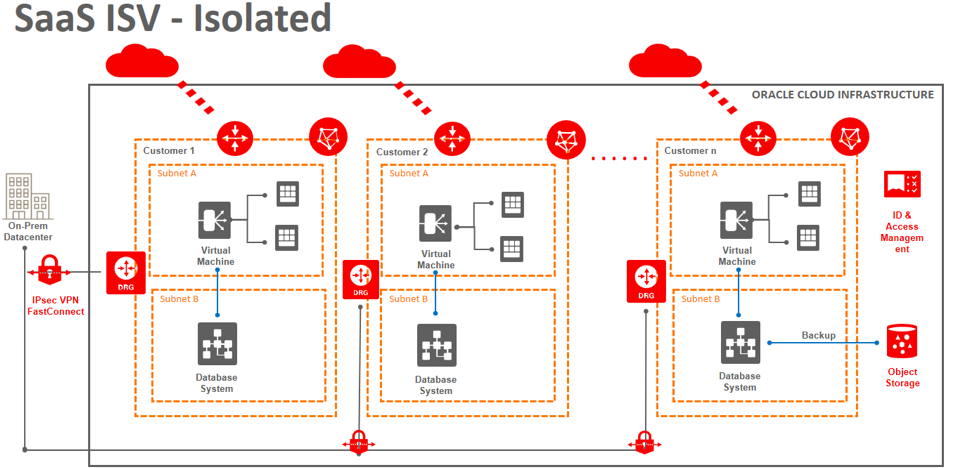 SaaS ISV - Isolated
ORACLE CLOUD INFRASTRUCTURE
Customer 1
Subnet A
Virtual
Machine
DRG
Subnet B
Database
System
Customer 2
Subnet A
Virtual
Machine
DRG
Subnet B
Database
System
Customer n
Subnet A
Virtual
Machine
DRG
Subnet B
Database
System
Backup
On-Prem
Datacenter
IPsec VPN
FastConnect
ID &
Access
Managem
ent
Object
Storage